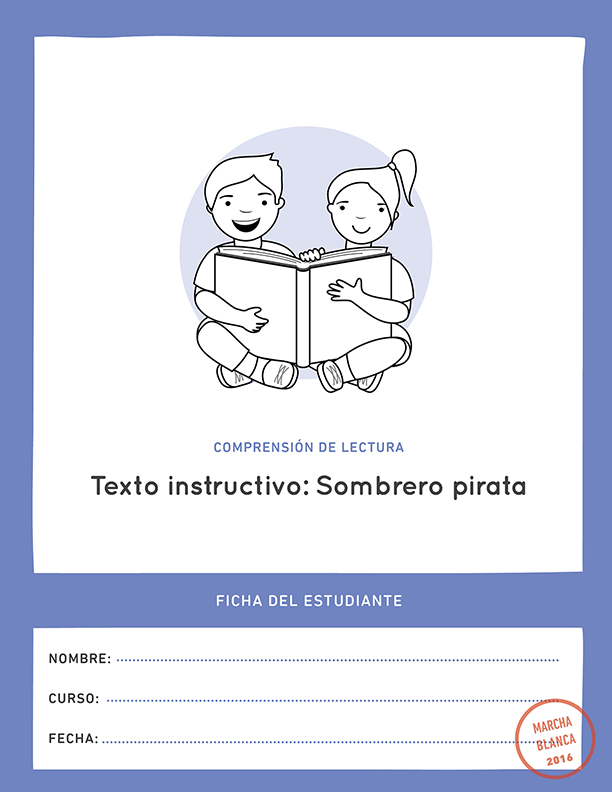 COMPRENSIÓN DE LECTURA
Texto instructivo: Sombrero pirata
FICHA DEL ESTUDIANTE
NOMBRE:
CURSO:
FECHA:
MARCHA
BLANCA
2016